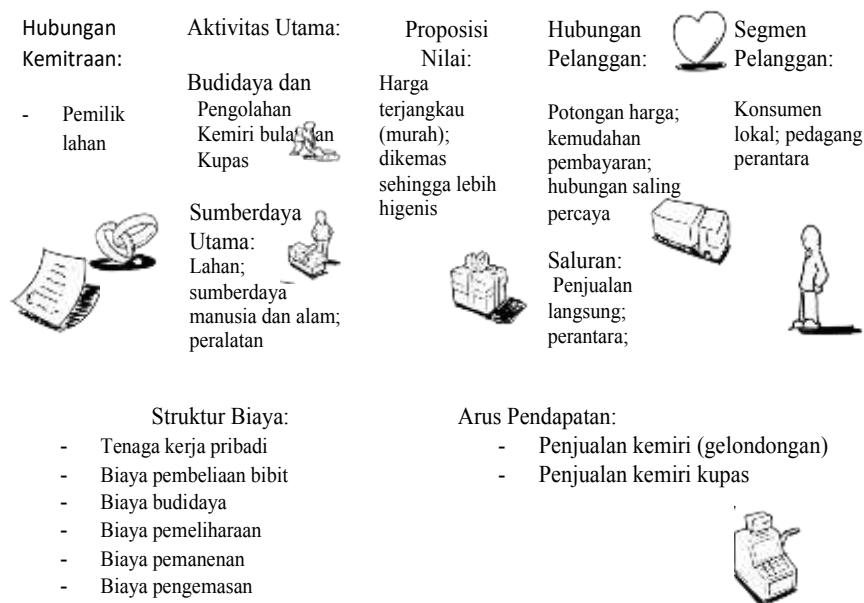 Hubungan
Kemitraan:
- Pemilik
lahan
Aktivitas Utama:
Budidaya dan
Pengolahan
Kemiri bulat dan
Kupas
Sumberdaya
Utama:
Lahan;
sumberdaya
manusia dan alam;
peralatan
Proposisi
Nilai:
Harga
terjangkau
(murah);
dikemas
sehingga lebih
higenis
Hubungan
Pelanggan:
Potongan harga;
kemudahan
pembayaran;
hubungan saling
percaya
Saluran:
Penjualan
langsung;
perantara;
Segmen
Pelanggan:
Konsumen
lokal; pedagang
perantara
Struktur Biaya:
- Tenaga kerja pribadi
- Biaya pembeliaan bibit
- Biaya budidaya
- Biaya pemeliharaan
- Biaya pemanenan
- Biaya pengemasan
Arus Pendapatan:
- Penjualan kemiri (gelondongan)
- Penjualan kemiri kupas